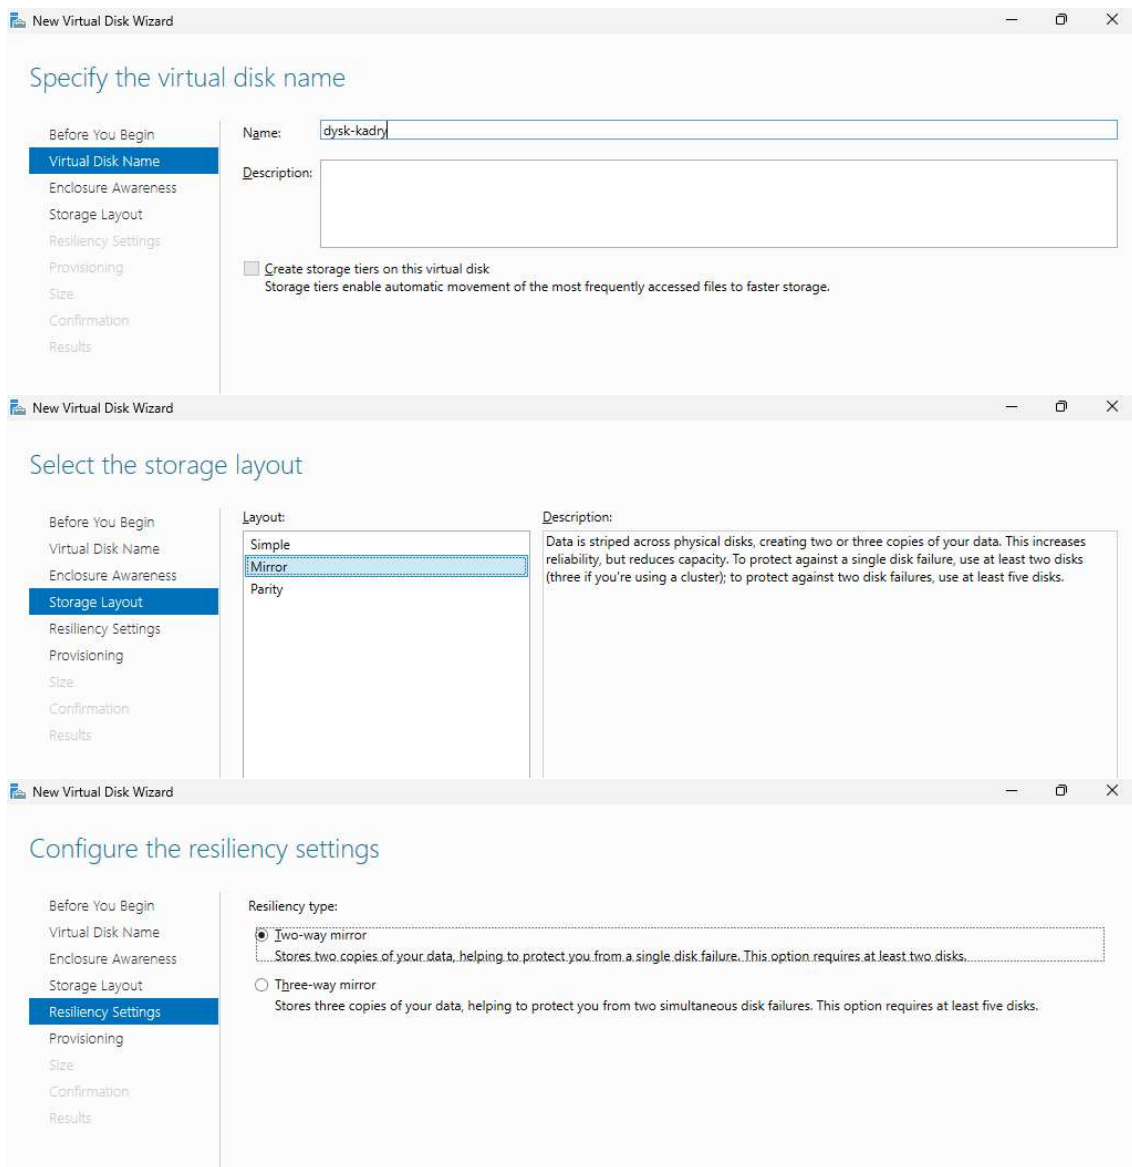 New Virtual Disk Wizard
Specify the virtual disk name
Before You Begin
Virtual Disk Name
Enclosure Awareness
Storage Layout
Resiliency Settings
Provisioning
Size
Confirmation
Results
Name: dysk-kadry
Description:
Create storage tiers on this virtual disk
Storage tiers enable automatic movement of the most frequently accessed files to faster storage.
New Virtual Disk Wizard
Select the storage layout
Before You Begin
Virtual Disk Name
Enclosure Awareness
Storage Layout
Resiliency Settings
Provisioning
Size
Confirmation
Results
Layout:
Simple
Mirror
Parity
Description:
Data is striped across physical disks, creating two or three copies of your data. This increases
reliability, but reduces capacity. To protect against a single disk failure, use at least two disks
(three if you're using a cluster); to protect against two disk failures, use at least five disks.
New Virtual Disk Wizard
Configure the resiliency settings
Before You Begin
Virtual Disk Name
Enclosure Awareness
Storage Layout
Resiliency Settings
Provisioning
Size
Confirmation
Results
Resiliency type:
Two-way mirror
Stores two copies of your data, helping to protect you from a single disk failure. This option requires at least two disks.
Three-way mirror
Stores three copies of your data, helping to protect you from two simultaneous disk failures. This option requires at least five disks.